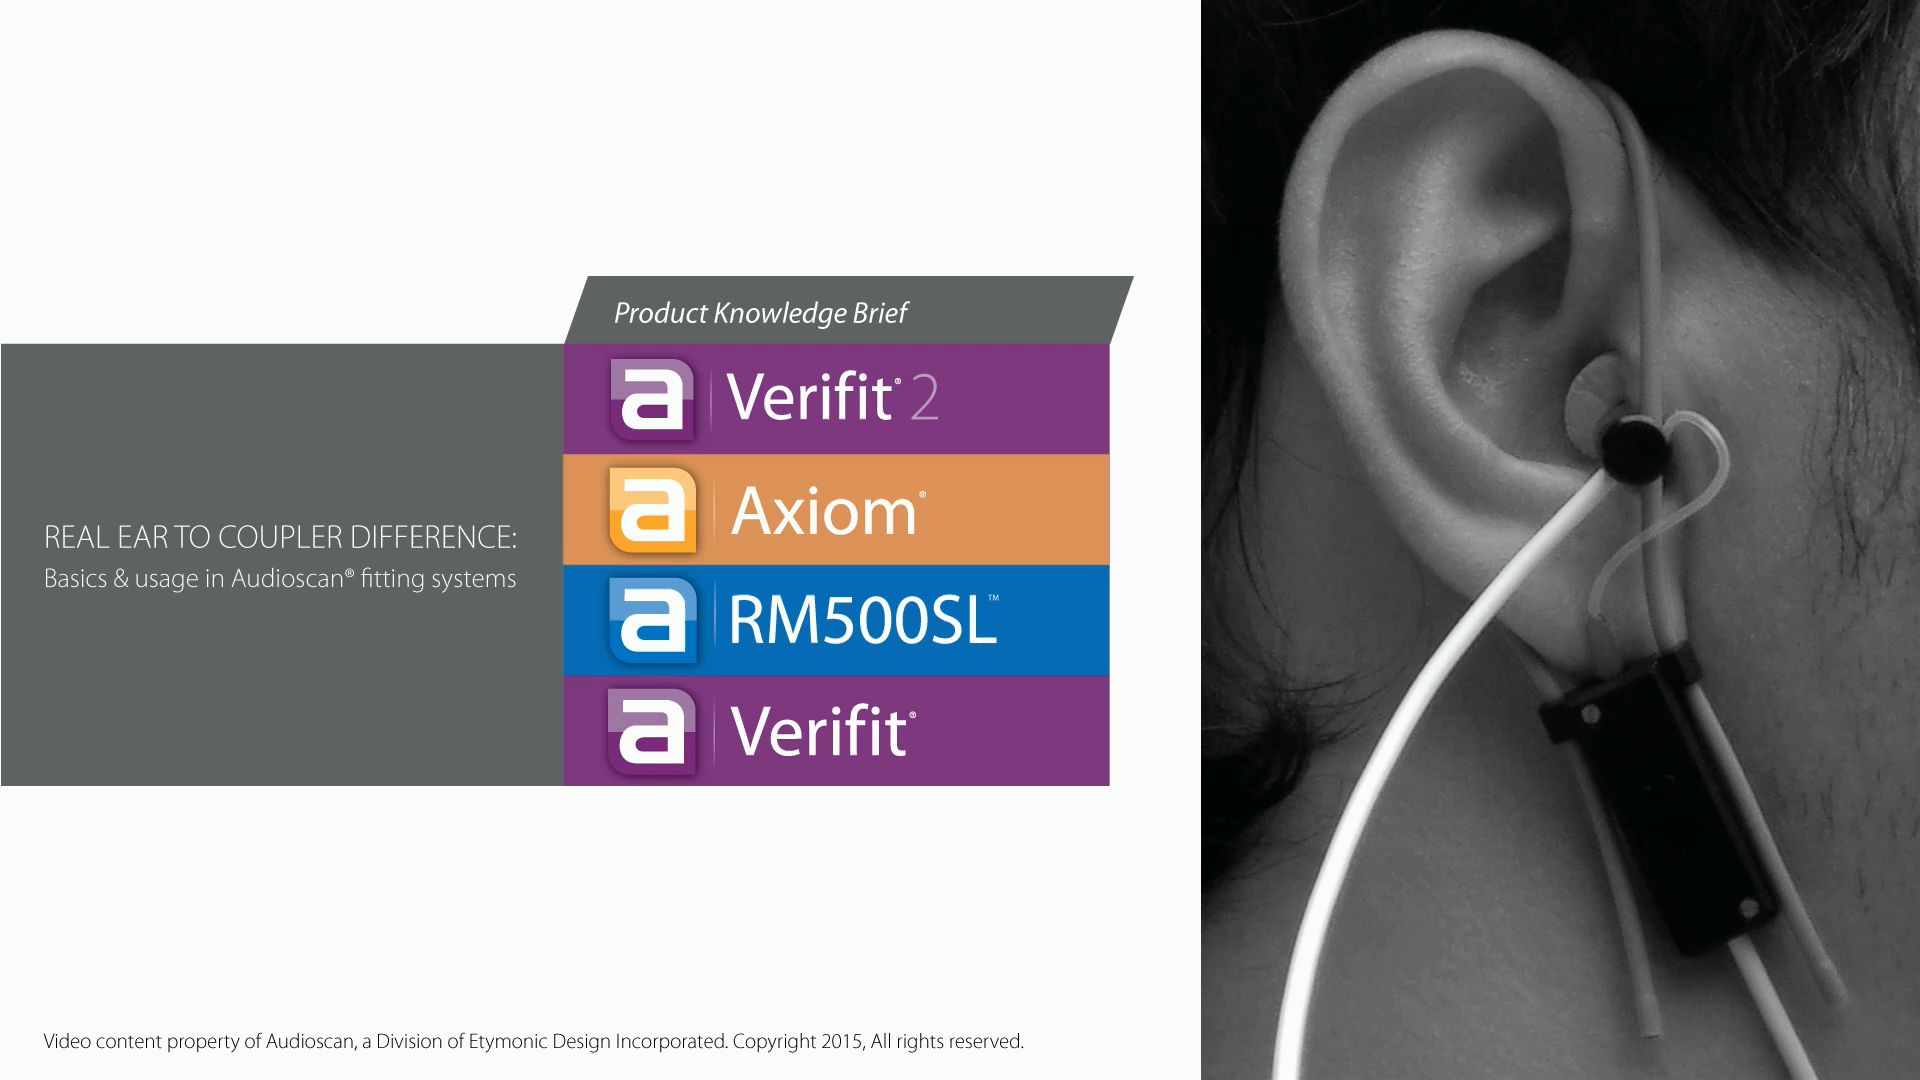 Product Knowledge Brief
a Verifit® 2
a Axiom®
a RM500SL™
a Verifit®
REAL EAR TO COUPLER DIFFERENCE:
Basics & usage in Audioscan® fitting systems
Video content property of Audioscan, a Division of Etymonic Design Incorporated. Copyright 2015, All rights reserved.